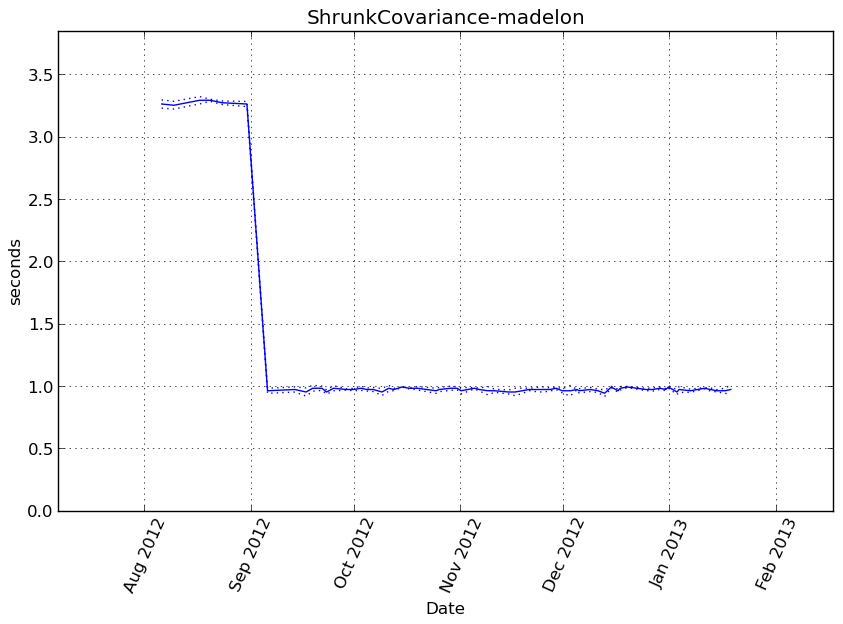 ShrunkCovariance-madelon
3.5
3.0
2.5
2.0
1.5
1.0
0.5
0.0
seconds
Aug 2012
Sep 2012
Oct 2012
Nov 2012
Dec 2012
Jan 2013
Feb 2013
Date